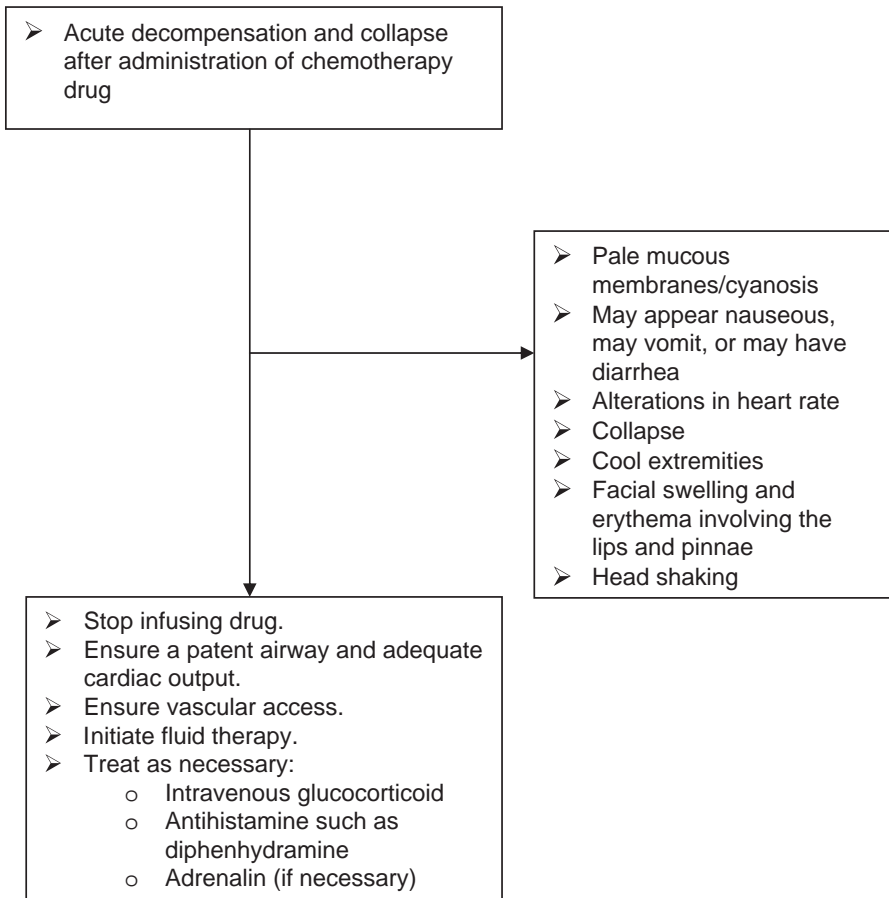 ➢ Acute decompensation and collapse
after administration of chemotherapy
drug
➢ Pale mucous
membranes/cyanosis
➢ May appear nauseous,
may vomit, or may have
diarrhea
➢ Alterations in heart rate
➢ Collapse
➢ Cool extremities
➢ Facial swelling and
erythema involving the
lips and pinnae
➢ Head shaking
➢ Stop infusing drug.
➢ Ensure a patent airway and adequate
cardiac output.
➢ Ensure vascular access.
➢ Initiate fluid therapy.
➢ Treat as necessary:
o Intravenous glucocorticoid
o Antihistamine such as
diphenhydramine
o Adrenalin (if necessary)